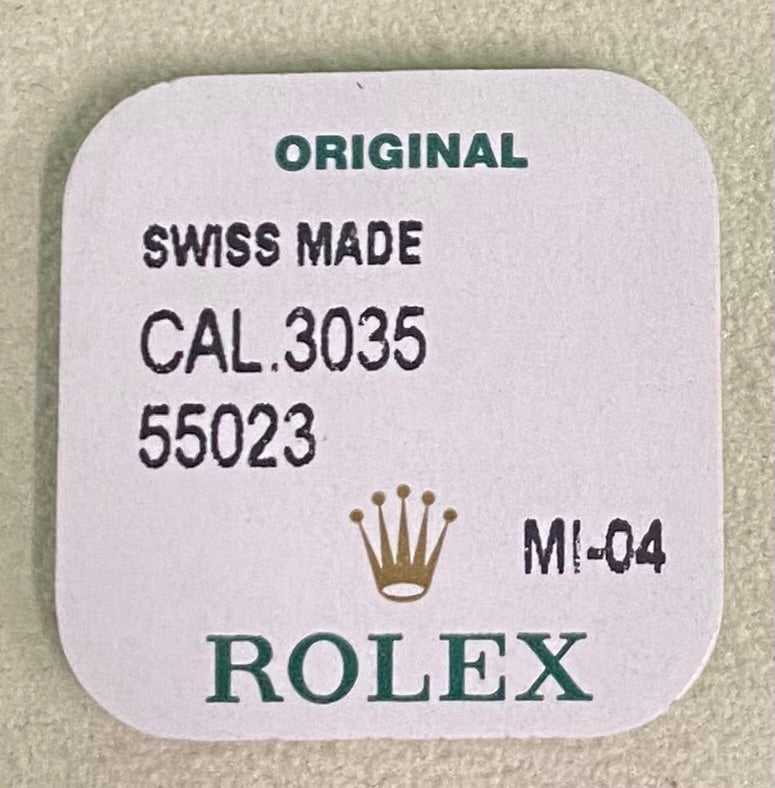 ORIGINAL
SWISS MADE
CAL.3035
55023
MI-04
ROLEX